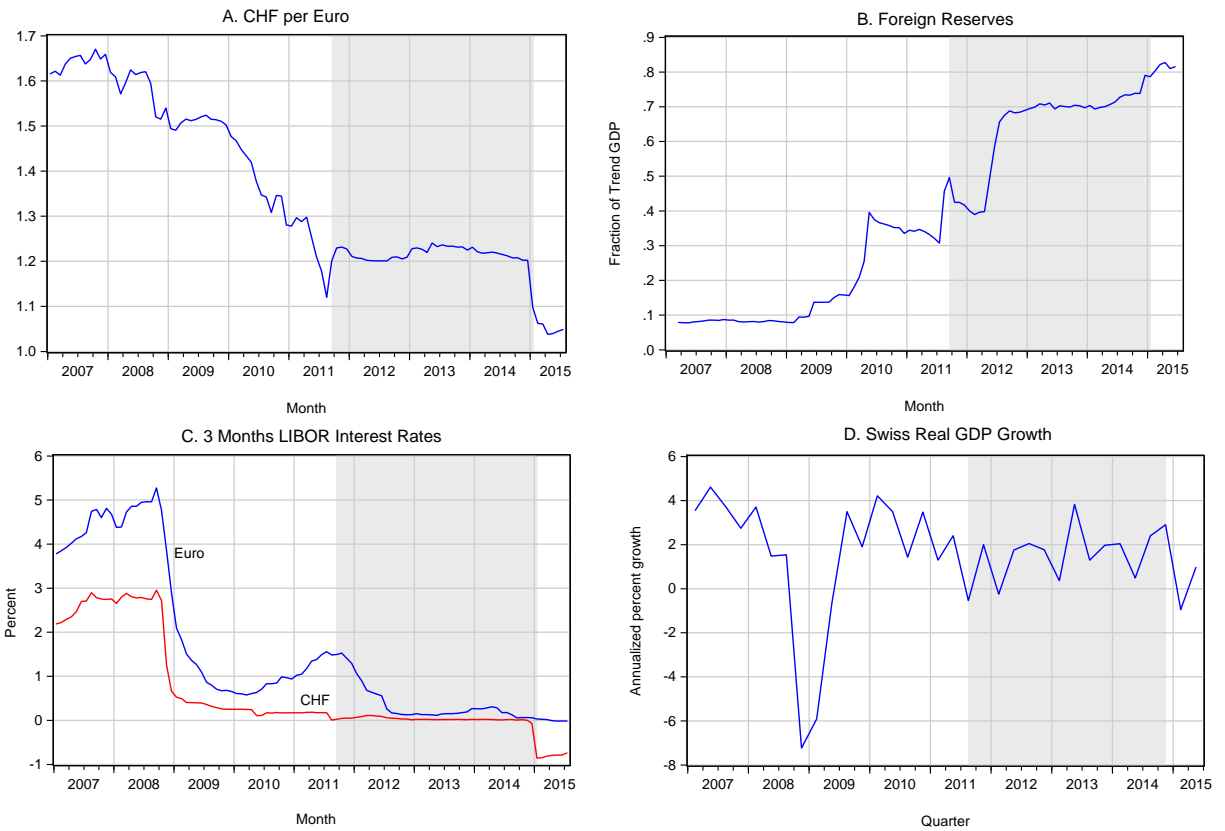 A. CHF per Euro
1.7
1.6
1.5
1.4
1.3
1.2
1.1
1.0
2007 2008 2009 2010 2011 2012 2013 2014 2015
Month
B. Foreign Reserves
Fraction of Trend GDP
.9
.8
.7
.6
.5
.4
.3
.2
.1
.0
2007 2008 2009 2010 2011 2012 2013 2014 2015
Month
C. 3 Months LIBOR Interest Rates
Percent
6
5
4
3
2
1
0
-1
Euro
CHF
2007 2008 2009 2010 2011 2012 2013 2014 2015
Month
D. Swiss Real GDP Growth
Annualized percent growth
6
4
2
0
-2
-4
-6
-8
2007 2008 2009 2010 2011 2012 2013 2014 2015
Quarter